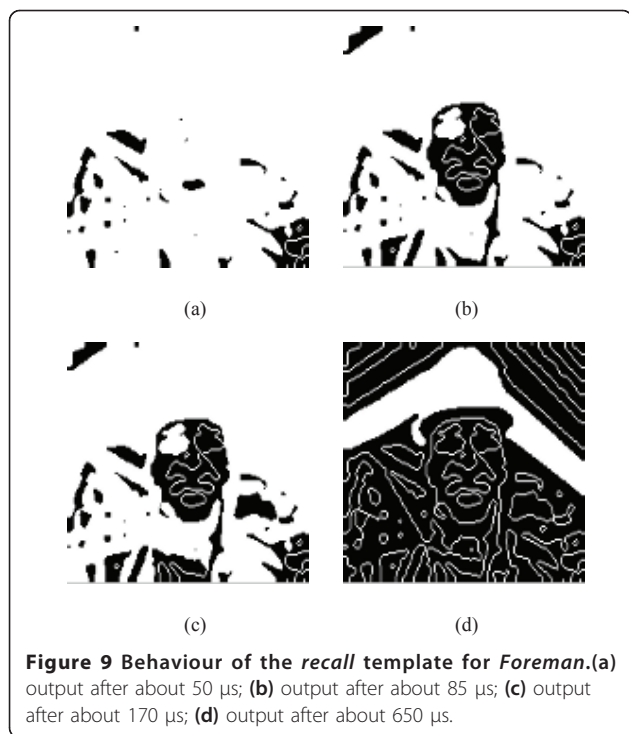 (a)
(b)
(c)
(d)
Figure 9 Behaviour of the recall template for Foreman.(a)
output after about 50 μs; (b) output after about 85 μs; (c) output
after about 170 μs; (d) output after about 650 μs.